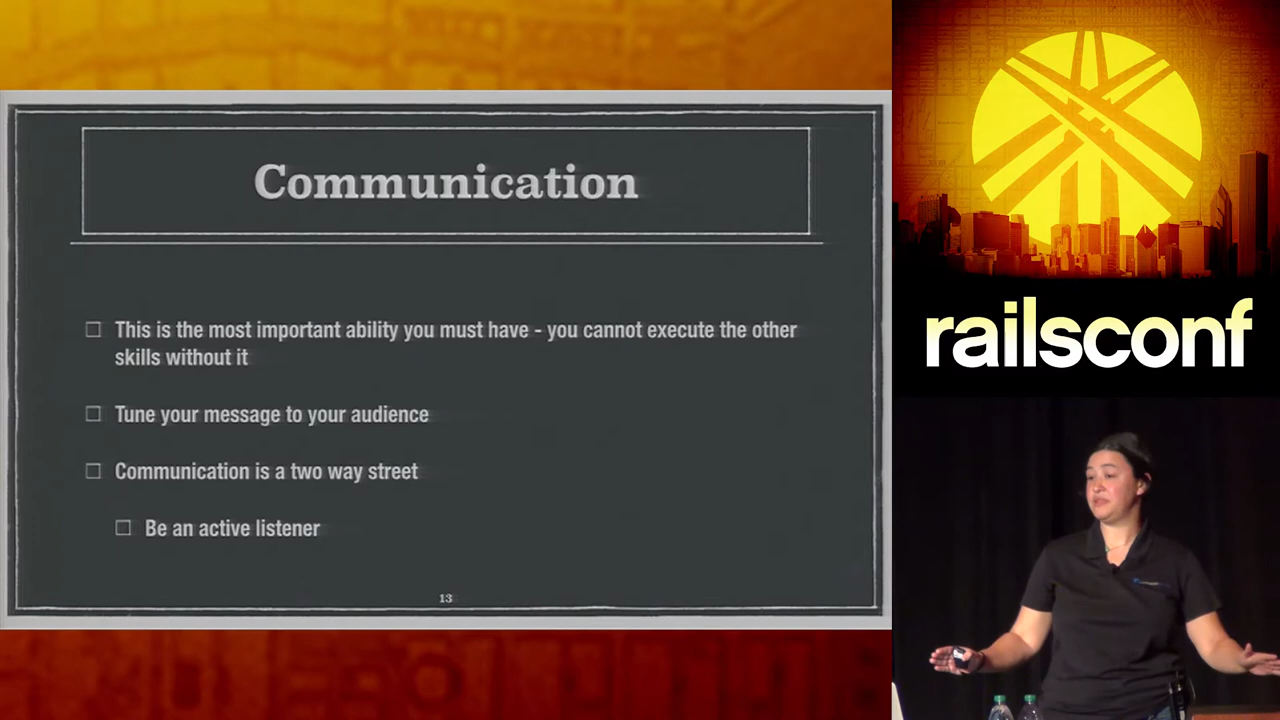 Communication
This is the most important ability you must have - you cannot execute the other
skills without it
Tune your message to your audience
Communication is a two way street
Be an active listener
13
railsconf